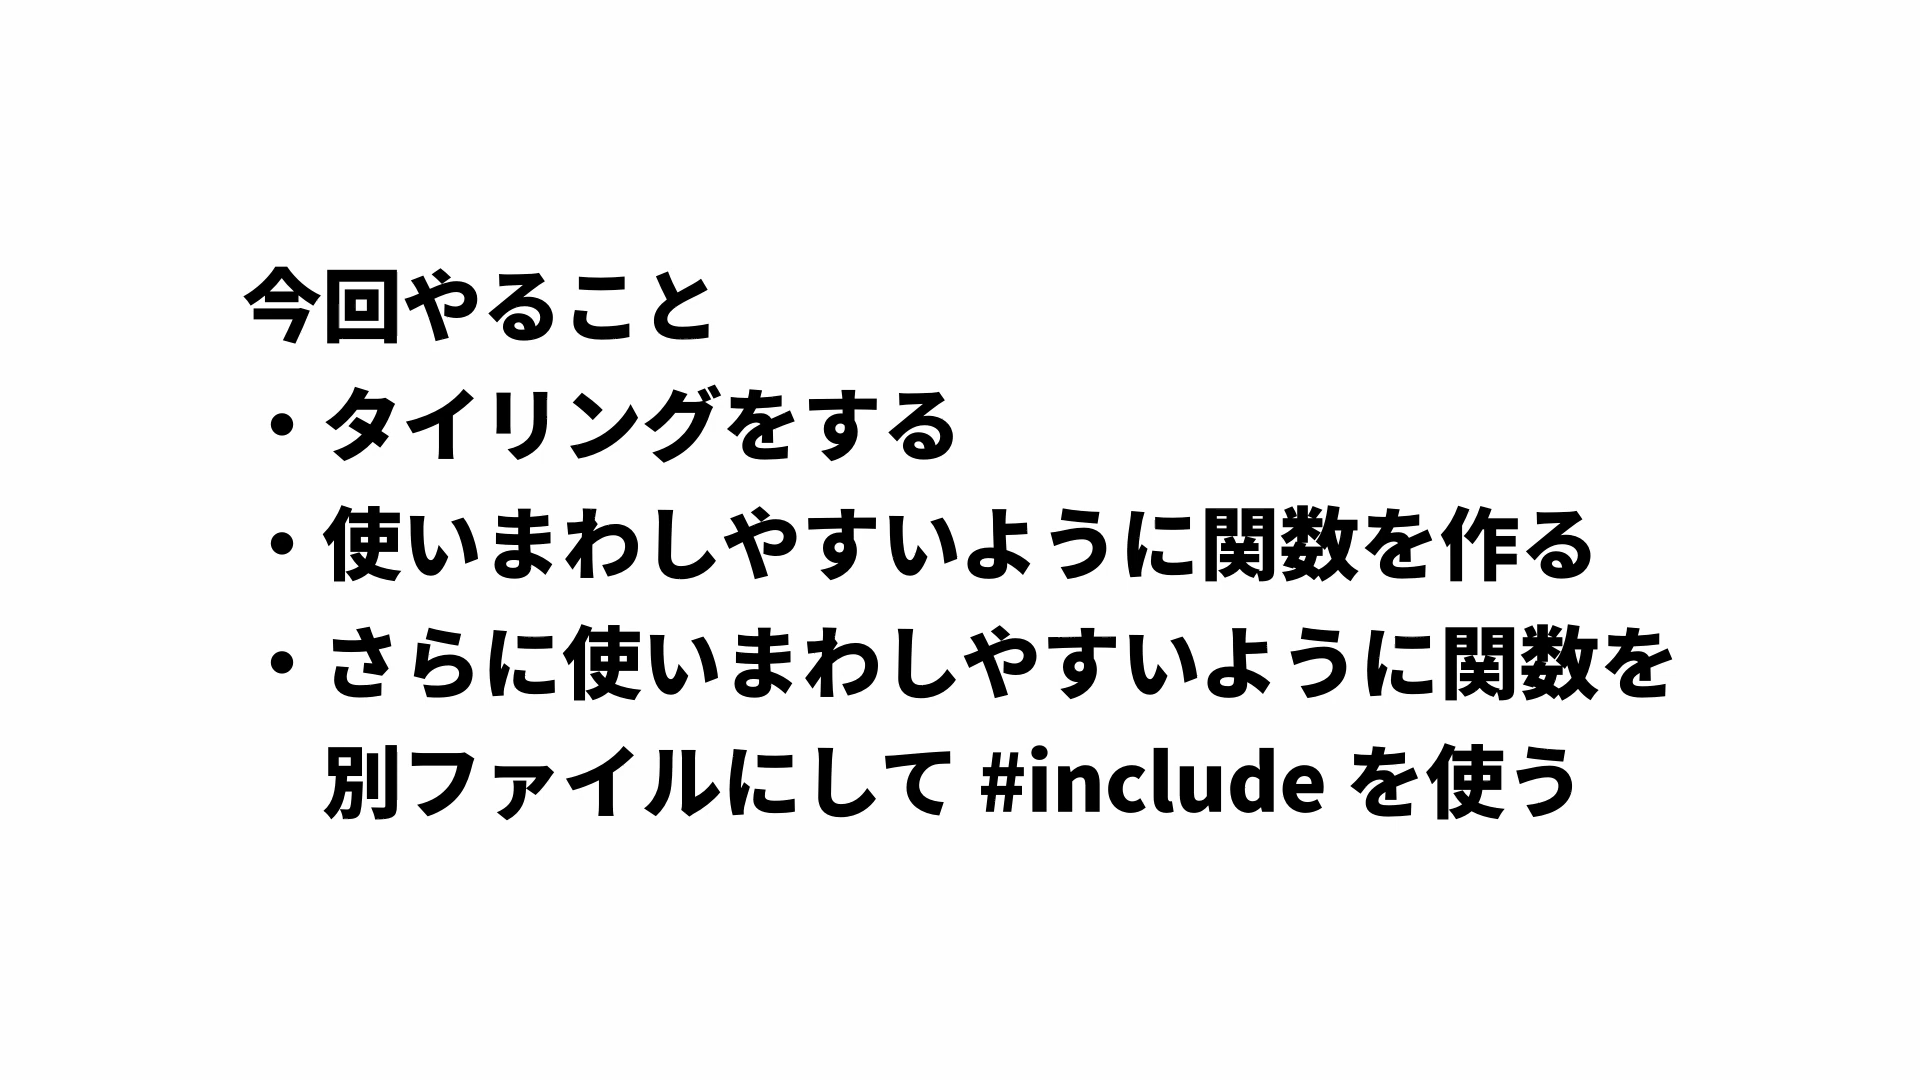 今回やること
・タイリングをする
・使いまわしやすいように関数を作る
・さらに使いまわしやすいように関数を
別ファイルにして #include を使う